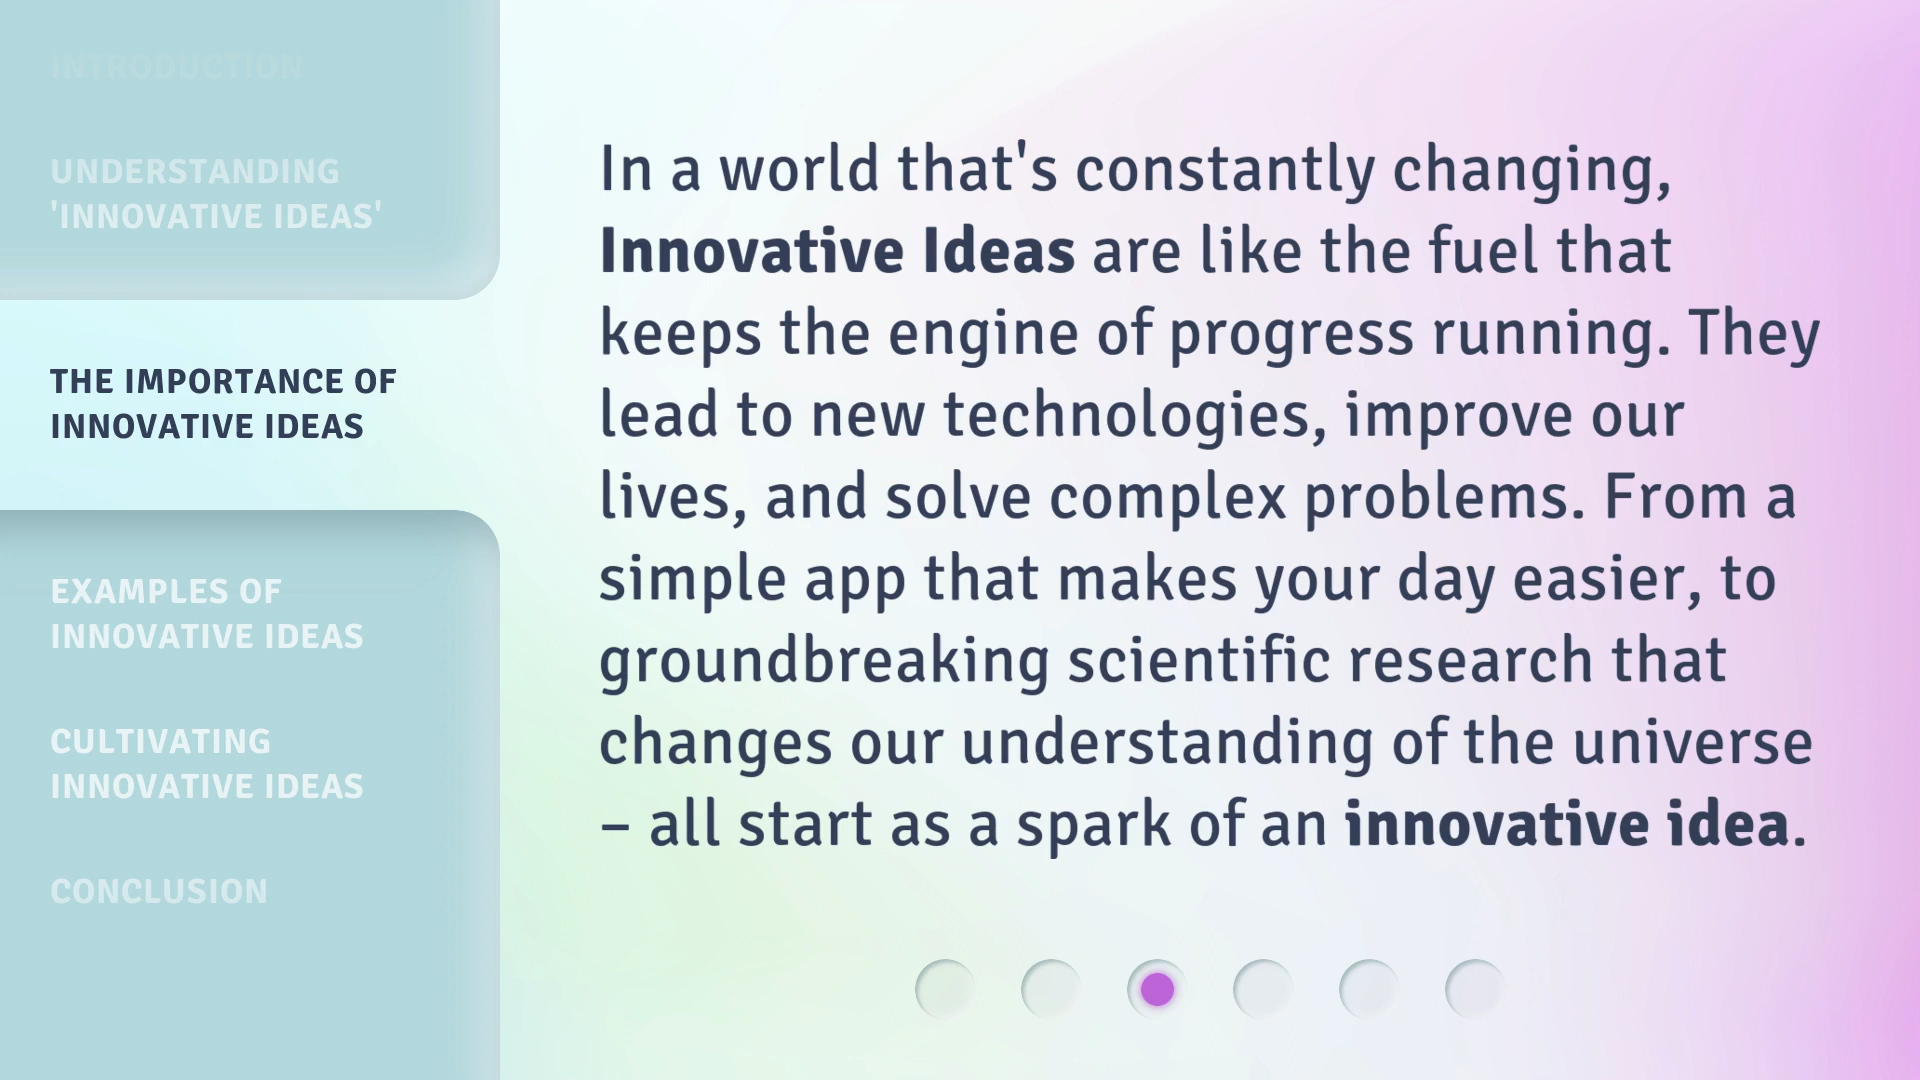 INTRODUCTION
UNDERSTANDING
'INNOVATIVE IDEAS'
THE IMPORTANCE OF
INNOVATIVE IDEAS
EXAMPLES OF
INNOVATIVE IDEAS
CULTIVATING
INNOVATIVE IDEAS
CONCLUSION
In a world that's constantly changing,
Innovative Ideas are like the fuel that
keeps the engine of progress running. They
lead to new technologies, improve our
lives, and solve complex problems. From a
simple app that makes your day easier, to
groundbreaking scientific research that
changes our understanding of the universe
– all start as a spark of an innovative idea.